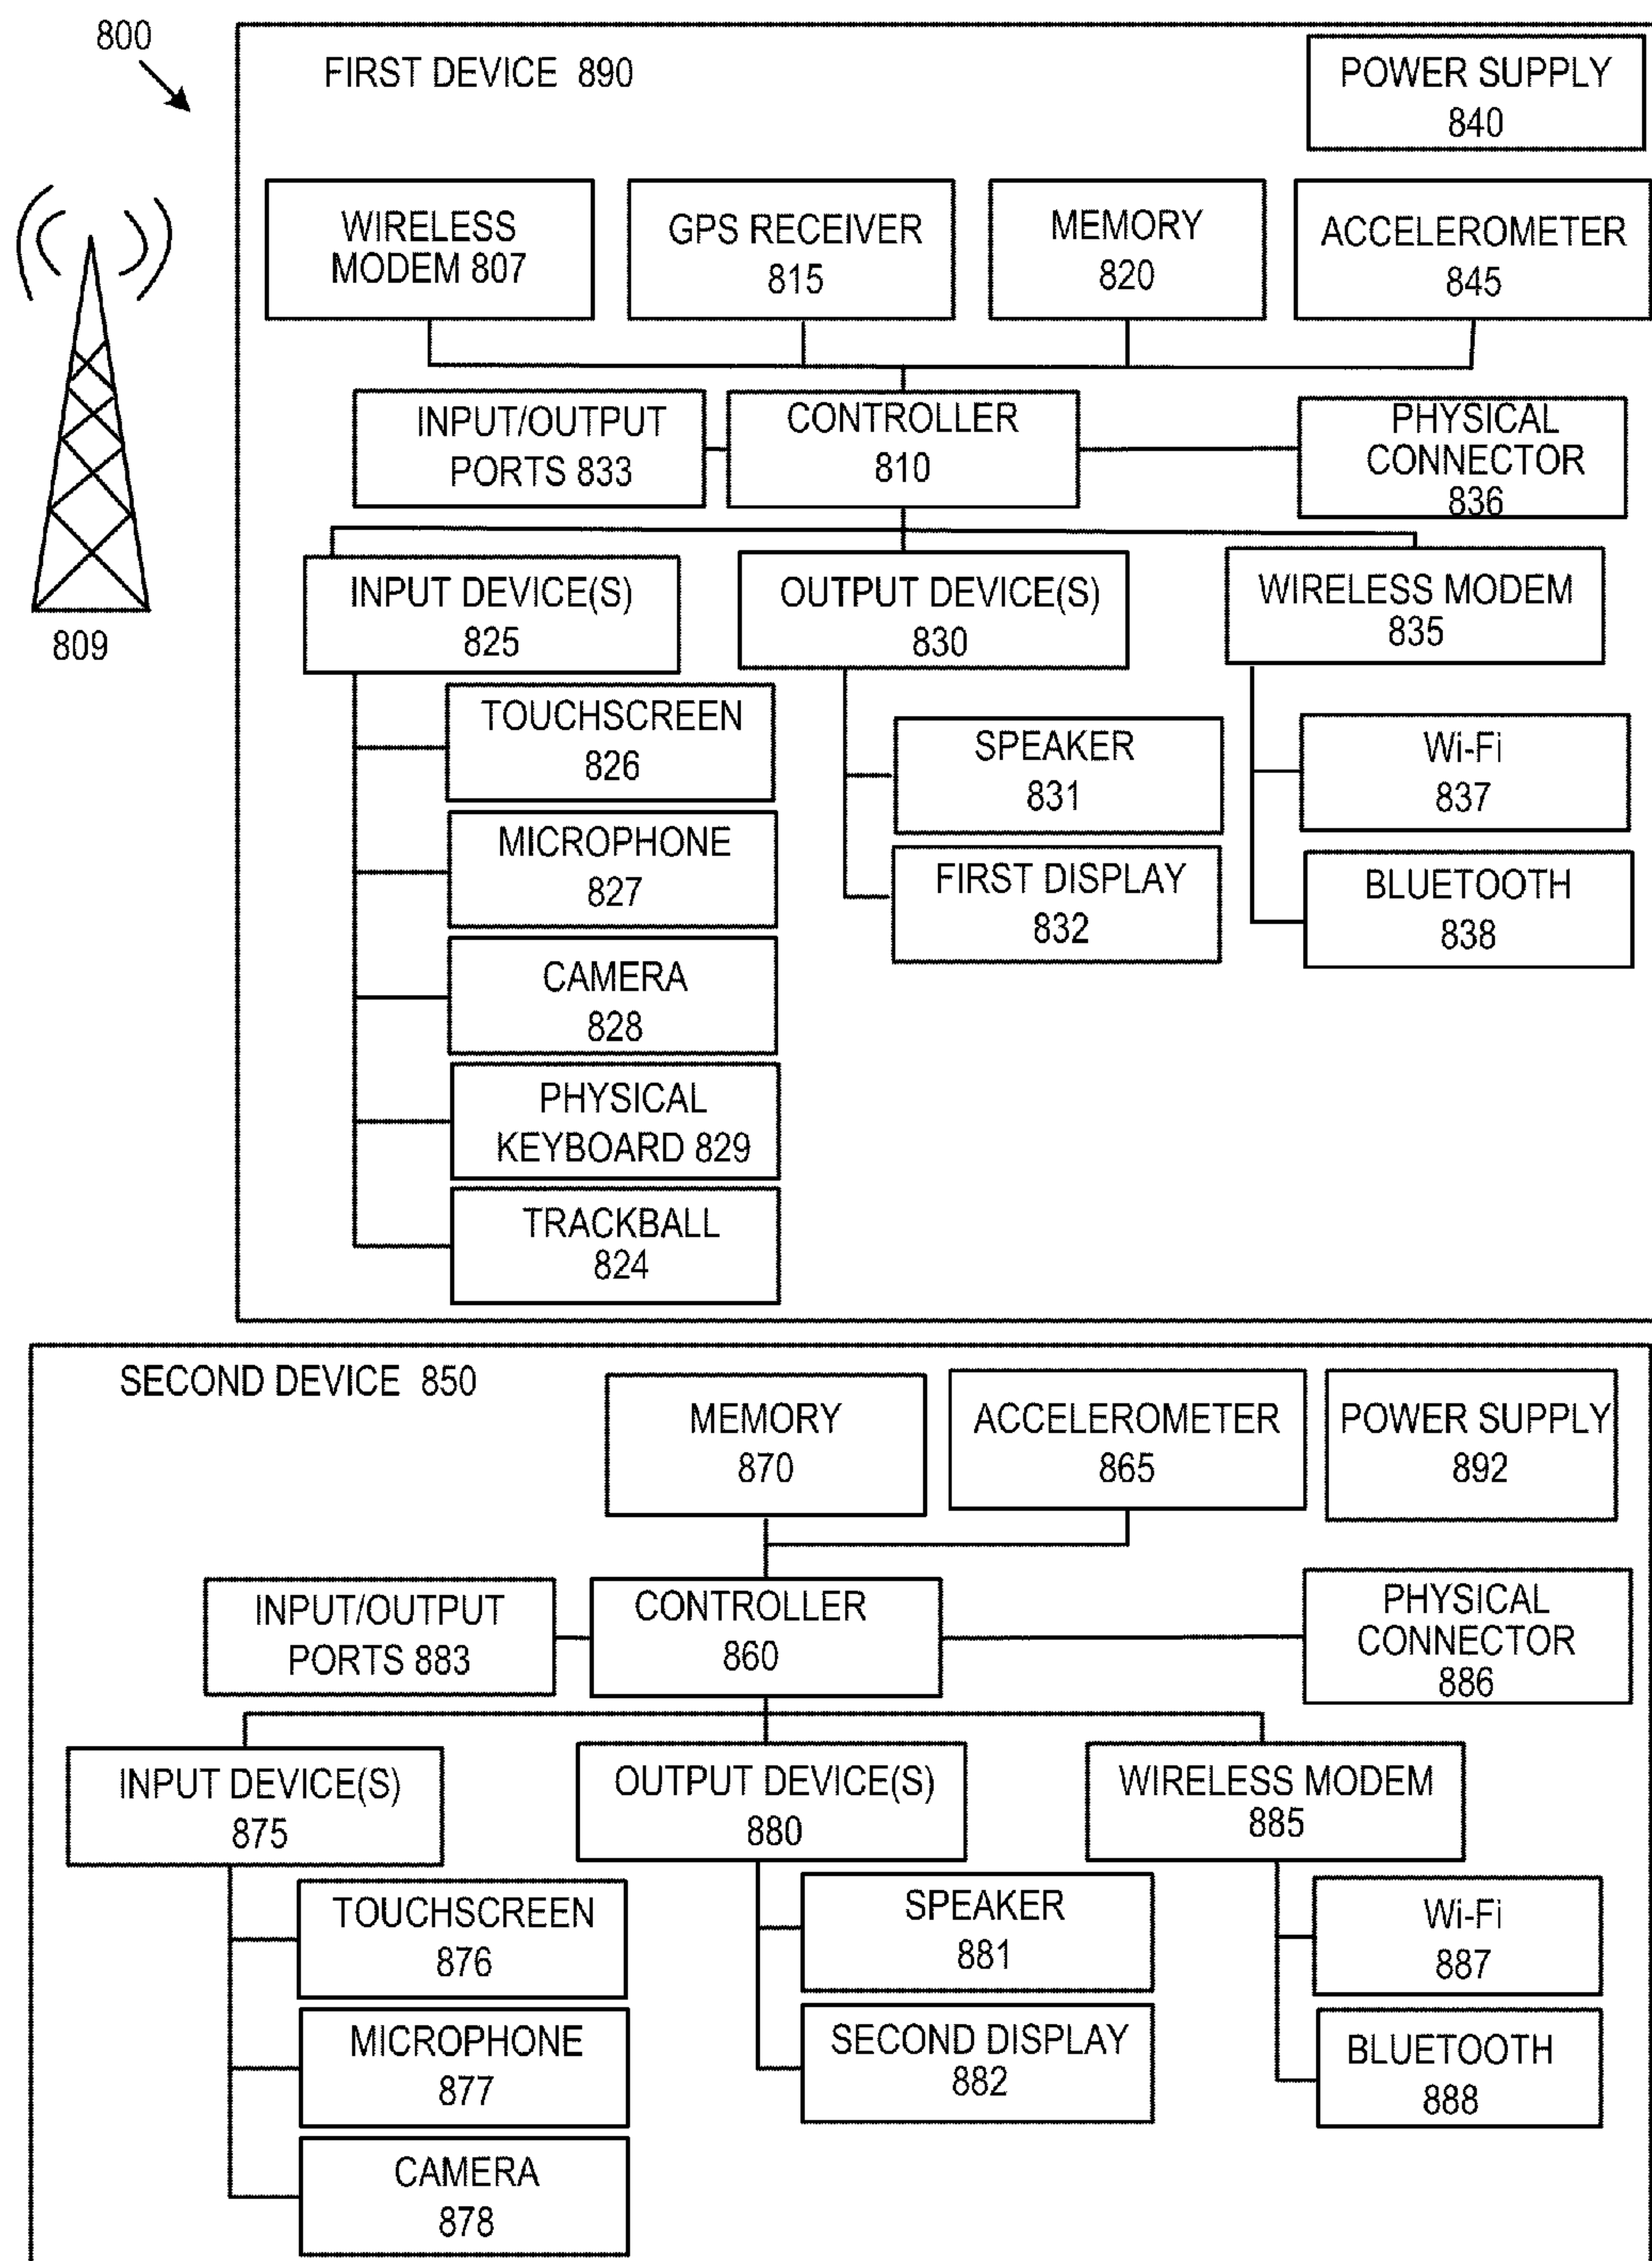 800
FIRST DEVICE 890
POWER SUPPLY
840
WIRELESS
MODEM 807
GPS RECEIVER
815
MEMORY
820
ACCELEROMETER
845
INPUT/OUTPUT
PORTS 833
CONTROLLER
810
PHYSICAL
CONNECTOR
836
809
INPUT DEVICE(S)
825
OUTPUT DEVICE(S)
830
WIRELESS MODEM
835
TOUCHSCREEN
826
MICROPHONE
827
CAMERA
828
PHYSICAL
KEYBOARD 829
TRACKBALL
824
SPEAKER
831
FIRST DISPLAY
832
Wi-Fi
837
BLUETOOTH
838
SECOND DEVICE 850
MEMORY
870
ACCELEROMETER
865
POWER SUPPLY
892
INPUT/OUTPUT
PORTS 883
CONTROLLER
860
PHYSICAL
CONNECTOR
886
INPUT DEVICE(S)
875
OUTPUT DEVICE(S)
880
WIRELESS MODEM
885
TOUCHSCREEN
876
MICROPHONE
877
CAMERA
878
SPEAKER
881
SECOND DISPLAY
882
Wi-Fi
887
BLUETOOTH
888